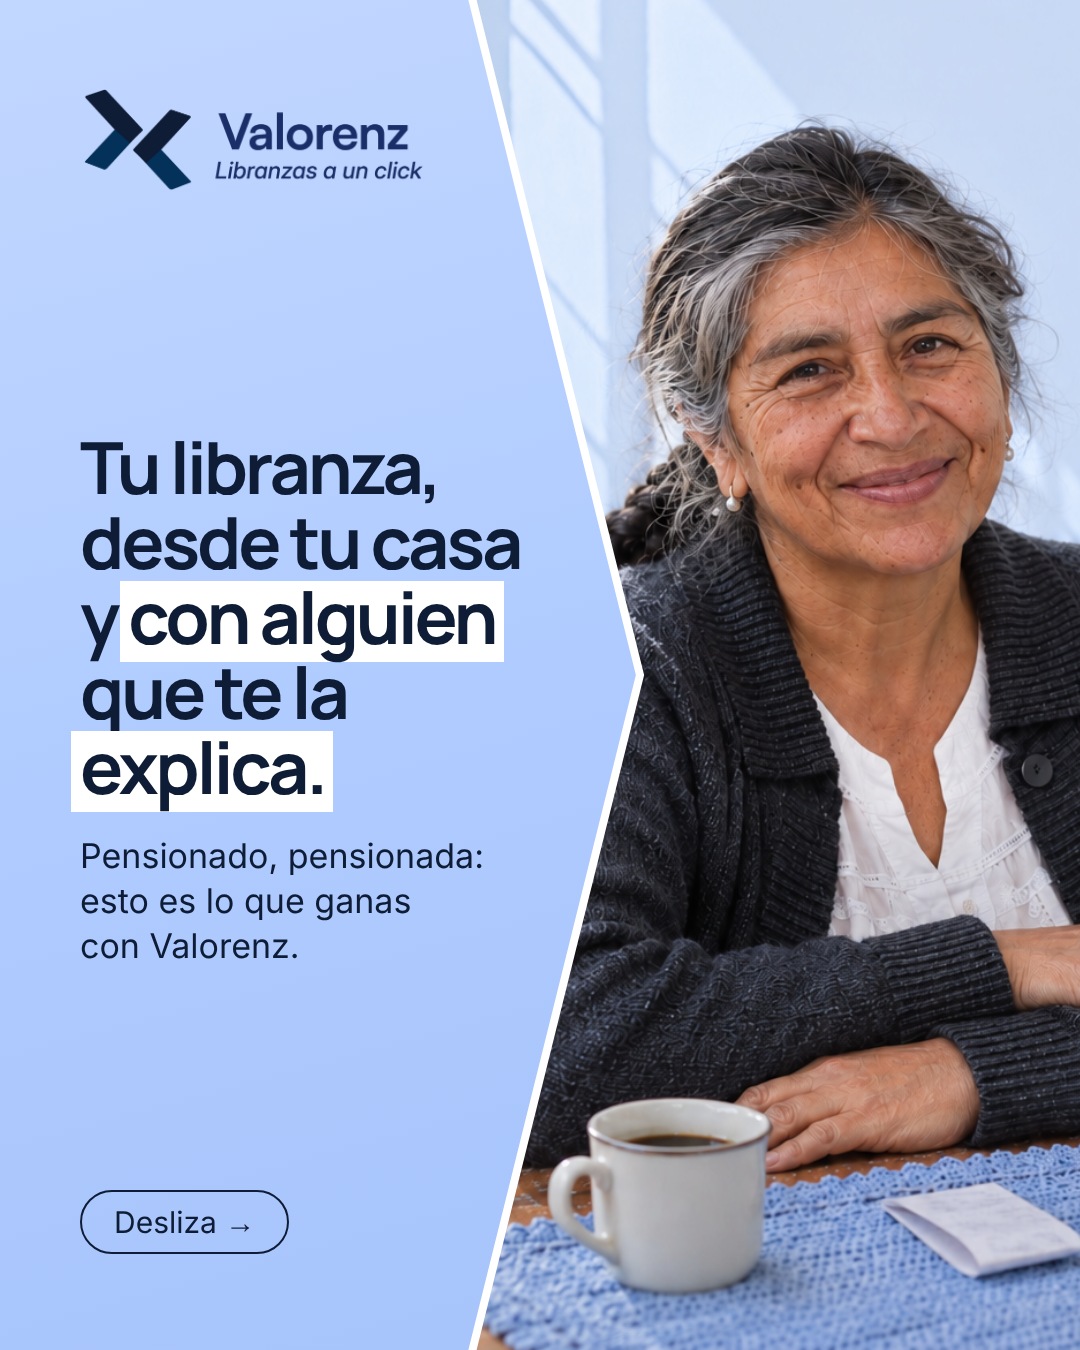 Valorenz
Libranzas a un click
Tu libranza,
desde tu casa
y con alguien
que te la
explica.
Pensionado, pensionada:
esto es lo que ganas
con Valorenz.
Desliza →